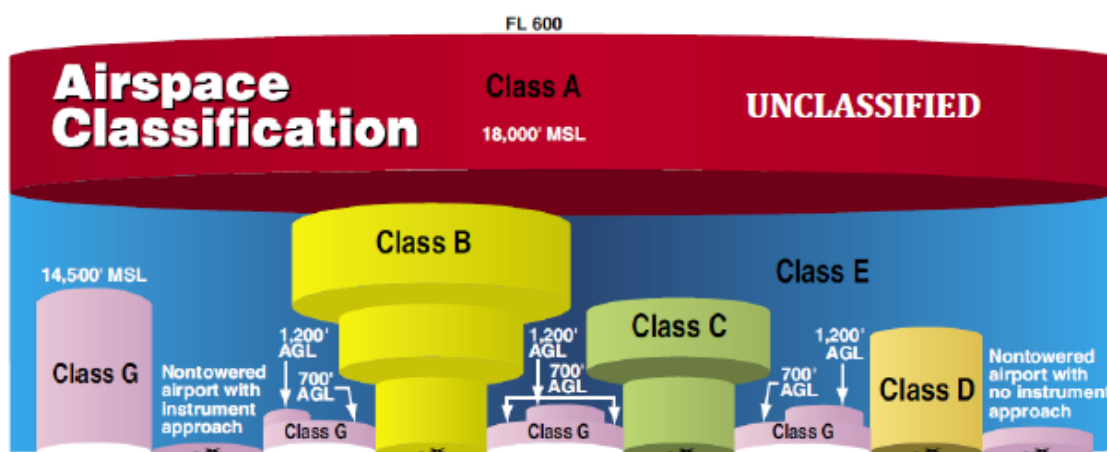 FL 600
Airspace
Classification
Class A
18,000' MSL
UNCLASSIFIED
Class B
14,500' MSL
Class E
Class G
Nontowered
airport with
instrument
approach
1,200'
AGL
700'
AGL
Class G
1,200'
AGL
700'
AGL
Class G
Class C
700'
AGL
1,200'
AGL
Class G
Class D
Nontowered
airport with
no instrument
approach